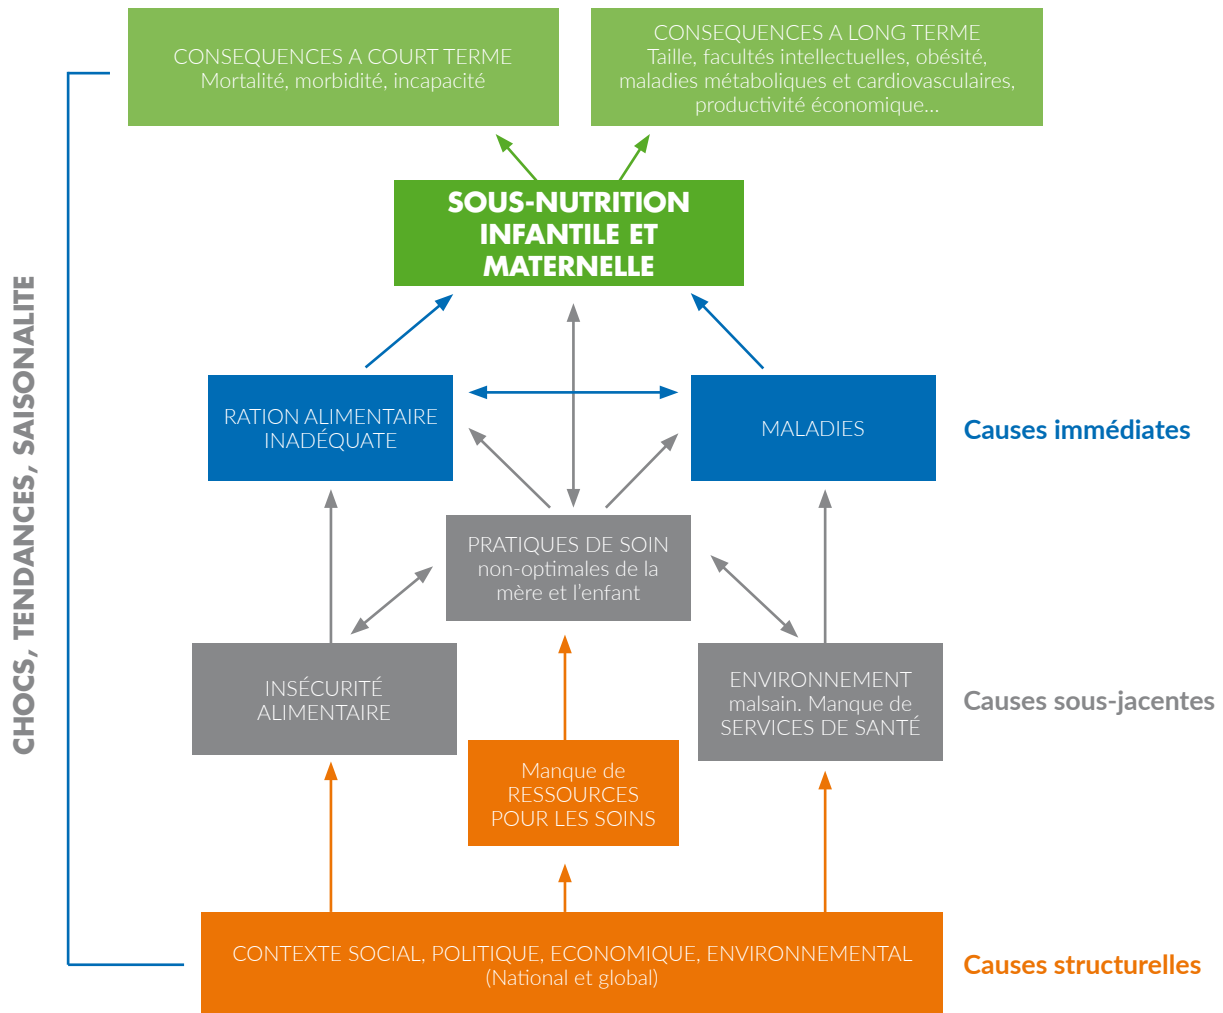 CONSEQUENCES A COURT TERME
Mortalité, morbidité, incapacité
CONSEQUENCES A LONG TERME
Taille, facultés intellectuelles, obésité,
maladies métaboliques et cardiovasculaires,
productivité économique...
SOUS-NUTRITION
INFANTILE ET
MATERNELLE
CHOCS, TENDANCES, SAISONALITE
RATION ALIMENTAIRE
INADÉQUATE
MALADIES
Causes immédiates
PRATIQUES DE SOIN
non-optimales de la
mère et l'enfant
INSÉCURITÉ
ALIMENTAIRE
ENVIRONNEMENT
malsain. Manque de
SERVICES DE SANTÉ
Causes sous-jacentes
Manque de
RESSOURCES
POUR LES SOINS
CONTEXTE SOCIAL, POLITIQUE, ECONOMIQUE, ENVIRONNEMENTAL
(National et global)
Causes structurelles